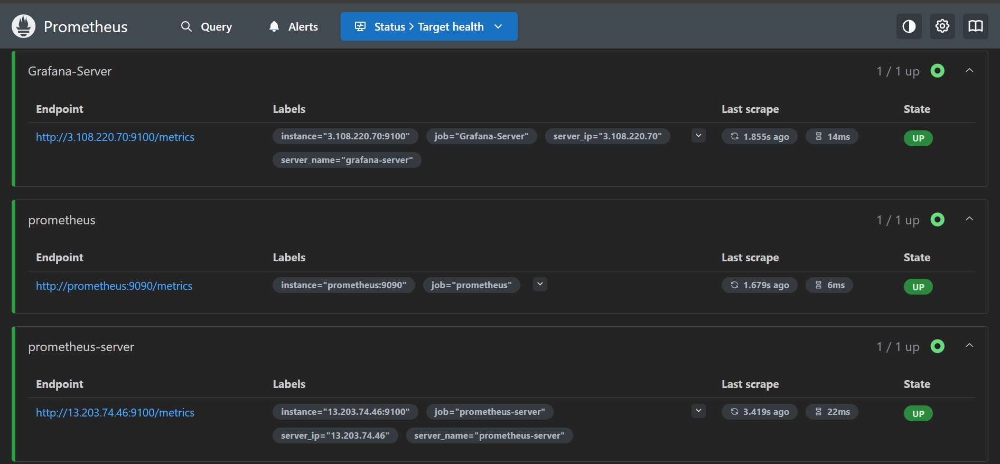 Prometheus Query Alerts Status > Target health
Grafana-Server 1 / 1 up
Endpoint Labels Last scrape State
http://3.108.220.70:9100/metrics instance="3.108.220.70:9100" job="Grafana-Server" server_ip="3.108.220.70" 1.855s ago 14ms UP
server_name="grafana-server"
prometheus 1 / 1 up
Endpoint Labels Last scrape State
http://prometheus:9090/metrics instance="prometheus:9090" job="prometheus" 1.679s ago 6ms UP
prometheus-server 1 / 1 up
Endpoint Labels Last scrape State
http://13.203.74.46:9100/metrics instance="13.203.74.46:9100" job="prometheus-server" 3.419s ago 22ms UP
server_ip="13.203.74.46" server_name="prometheus-server"